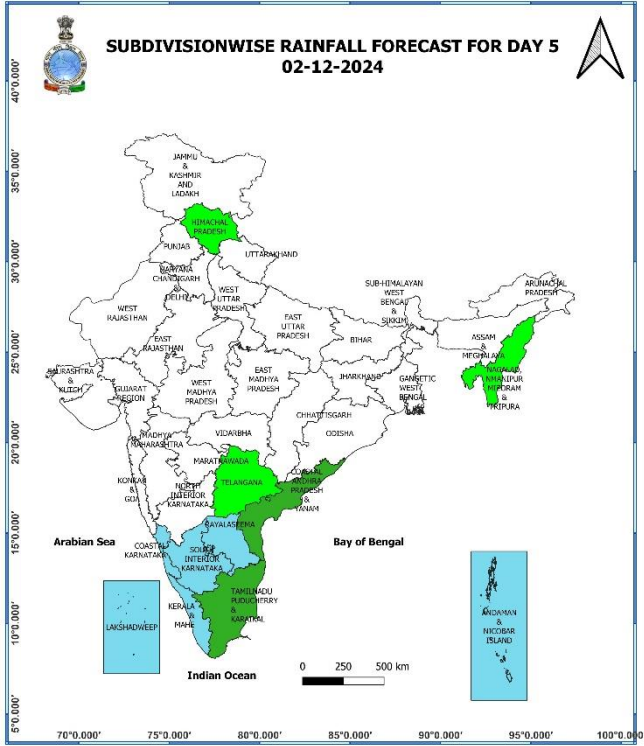 SUBDIVISIONWISE RAINFALL FORECAST FOR DAY 5
02-12-2024
40°0.000'
35°0.000'
30°0.000'
25°0.000'
20°0.000'
15°0.000'
10°0.000'
5°0.000'
JAMMU
&
KASHMIR
AND
LADAKH
HIMACHAL
PRADESH
PUNJAB
UTTARAKHAND
HARYANA
CHANDIGARH
&
DELHI
WEST
UTTAR
PRADESH
WEST
RAJASTHAN
EAST
RAJASTHAN
EAST
UTTAR
PRADESH
SUB-HIMALAYAN
WEST
BENGAL
&
SIKKIM
ARUNACHAL
PRADESH
BIHAR
ASSAM
&
MEGHALAYA
NAGALAD,
NMANIPUR
MIZORAM
&
TRIPURA
SAURASHTRA
&
KUTCH
GUJARAT
REGION
WEST
MADHYA
PRADESH
EAST
MADHYA
PRADESH
JHARKHAND
GANGETIC
WEST
BENGAL
CHHATTISGARH
ODISHA
VIDARBHA
MADHYA
MAHARASHTRA
MARATHAWADA
KONKAN
&
GOA
NORTH
INTERIOR
KARNATAKA
TELANGANA
COASTAL
ANDHRA
PRADESH
&
YANAM
RAYALASEEMA
COASTAL
KARNATAKA
SOUTH
INTERIOR
KARNATAKA
Arabian Sea
Bay of Bengal
TAMILNADU
PUDUCHERRY
&
KARAIKAL
KERALA
&
MAHE
LAKSHADWEEP
ANDAMAN
&
NICOBAR
ISLAND
Indian Ocean
0 250 500 km
70°0.000' 75°0.000' 80°0.000' 85°0.000' 90°0.000' 95°0.000' 100°0.000'